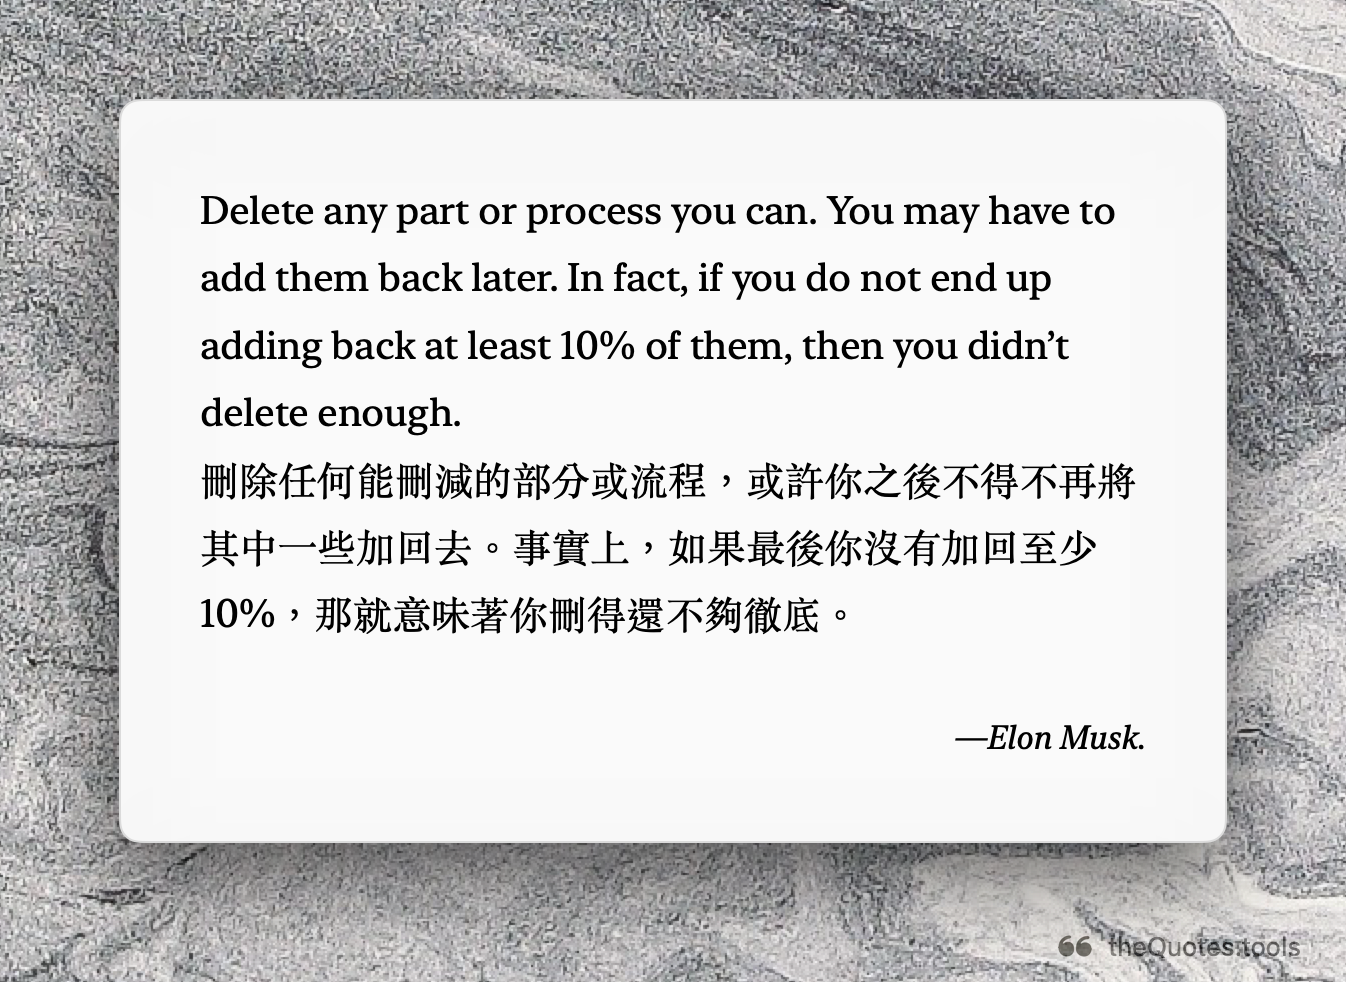 Delete any part or process you can. You may have to
add them back later. In fact, if you do not end up
adding back at least 10% of them, then you didn’t
delete enough.
刪除任何能刪減的部分或流程，或許你之後不得不再將
其中一些加回去。事實上，如果最後你沒有加回至少
10%，那就意味著你刪得還不夠徹底。
—Elon Musk.
theQuotes.tools